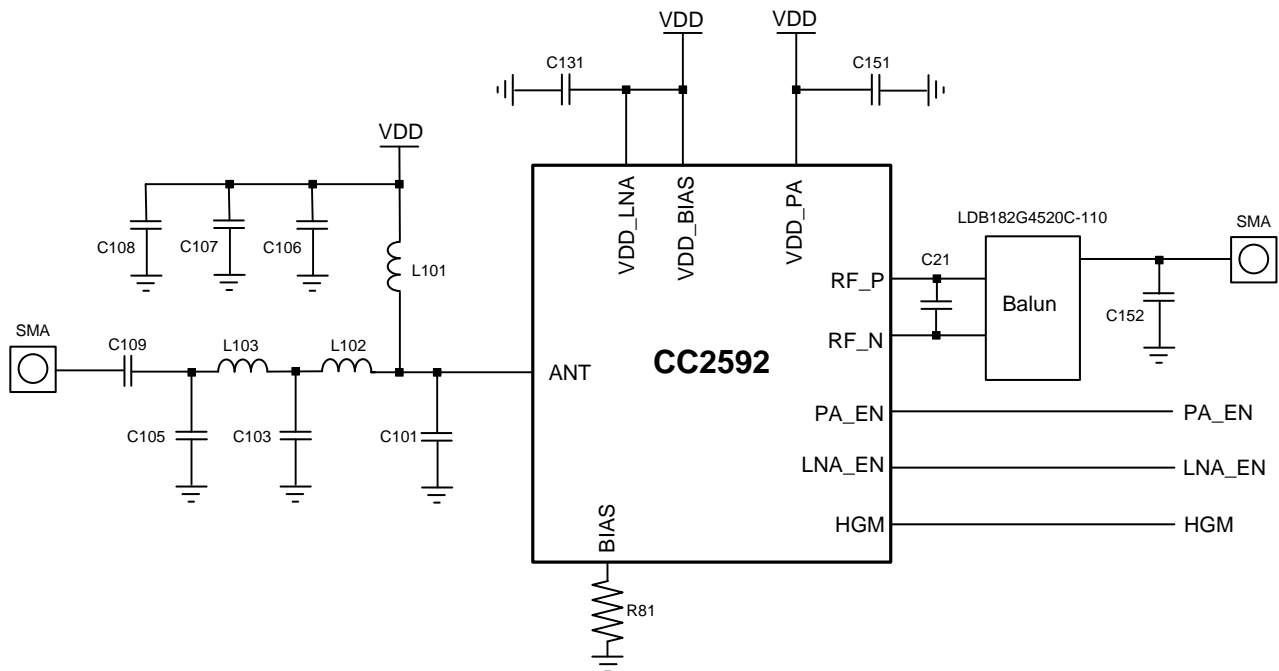 VDD
VDD
C131
C151
VDD
VDD_LNA
VDD_BIAS
VDD_PA
LDB182G4520C-110
SMA
C108
C107
C106
L101
RF_P
C21
Balun
C152
SMA
C109
L103
L102
ANT
CC2592
RF_N
C105
C103
C101
PA_EN
PA_EN
LNA_EN
LNA_EN
HGM
HGM
BIAS
R81